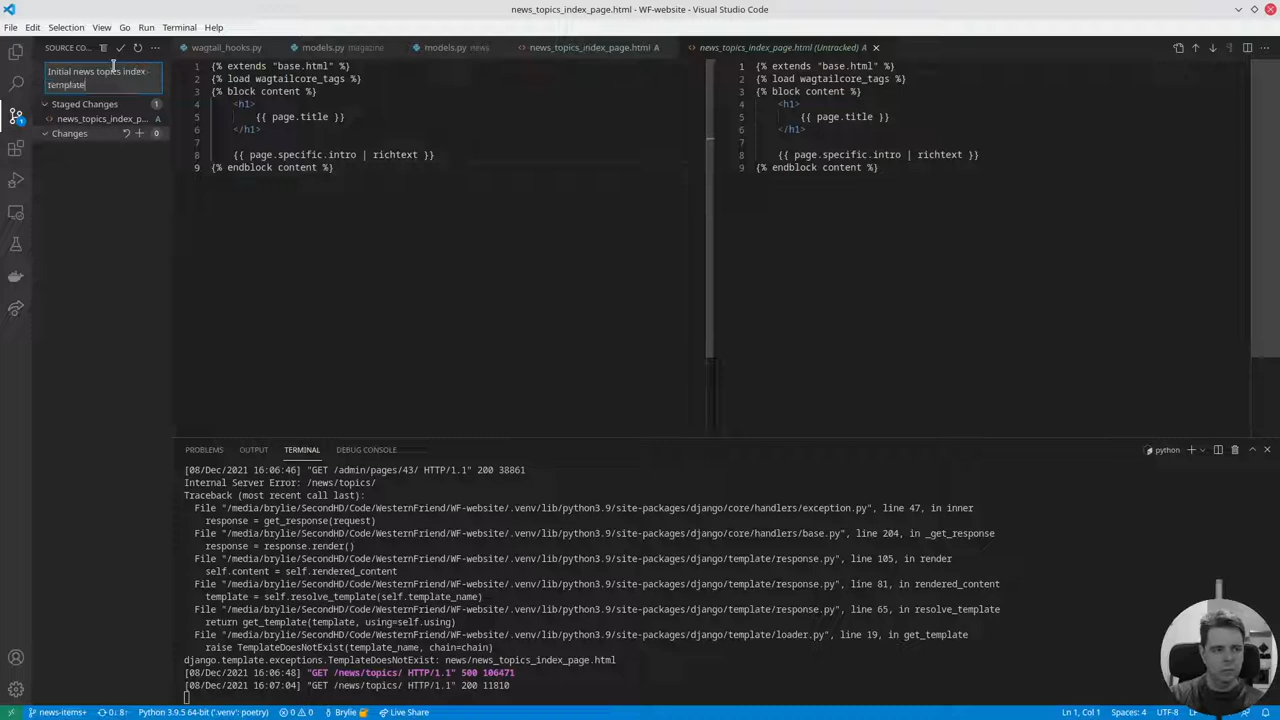 news_topics_index_page.html - WF-website - Visual Studio Code
File Edit Selection View Go Run Terminal Help
SOURCE CO...
wagtail_hooks.py
models.py magazine
models.py news
news_topics_index_page.html A
news_topics_index_page.html (Untracked)
Initial news topics index
template
Staged Changes 1
news_topics_index_p... A
Changes 0
1 {% extends "base.html" %}
2 {% load wagtailcore_tags %}
3 {% block content %}
4 <h1>
5 {{ page.title }}
6 </h1>
7
8 {{ page.specific.intro | richtext }}
9 {% endblock content %}
1 {% extends "base.html" %}
2 {% load wagtailcore_tags %}
3 {% block content %}
4 <h1>
5 {{ page.title }}
6 </h1>
7
8 {{ page.specific.intro | richtext }}
9 {% endblock content %}
PROBLEMS OUTPUT TERMINAL DEBUG CONSOLE
python
[08/Dec/2021 16:06:46] "GET /admin/pages/43/ HTTP/1.1" 200 38861
Internal Server Error: /news/topics/
Traceback (most recent call last):
File "/media/brylie/SecondHD/Code/WesternFriend/WF-website/.venv/lib/python3.9/site-packages/django/core/handlers/exception.py", line 47, in inner
response = get_response(request)
File "/media/brylie/SecondHD/Code/WesternFriend/WF-website/.venv/lib/python3.9/site-packages/django/core/handlers/base.py", line 204, in _get_response
response = response.render()
File "/media/brylie/SecondHD/Code/WesternFriend/WF-website/.venv/lib/python3.9/site-packages/django/template/response.py", line 105, in render
self.content = self.rendered_content
File "/media/brylie/SecondHD/Code/WesternFriend/WF-website/.venv/lib/python3.9/site-packages/django/template/response.py", line 81, in rendered_content
template = self.resolve_template(self.template_name)
File "/media/brylie/SecondHD/Code/WesternFriend/WF-website/.venv/lib/python3.9/site-packages/django/template/response.py", line 65, in resolve_template
return get_template(template, using=self.using)
File "/media/brylie/SecondHD/Code/WesternFriend/WF-website/.venv/lib/python3.9/site-packages/django/template/loader.py", line 19, in get_template
raise TemplateDoesNotExist(template_name, chain=chain)
django.template.exceptions.TemplateDoesNotExist: news/news_topics_index_page.html
[08/Dec/2021 16:06:48] "GET /news/topics/ HTTP/1.1" 500 106471
[08/Dec/2021 16:07:04] "GET /news/topics/ HTTP/1.1" 200 11810
news-items+ 0↓ 8↑ Python 3.9.5 64-bit ('.venv': poetry) 0 0 Brylie Live Share Ln 1, Col 1 Spaces: 4 UTF-8